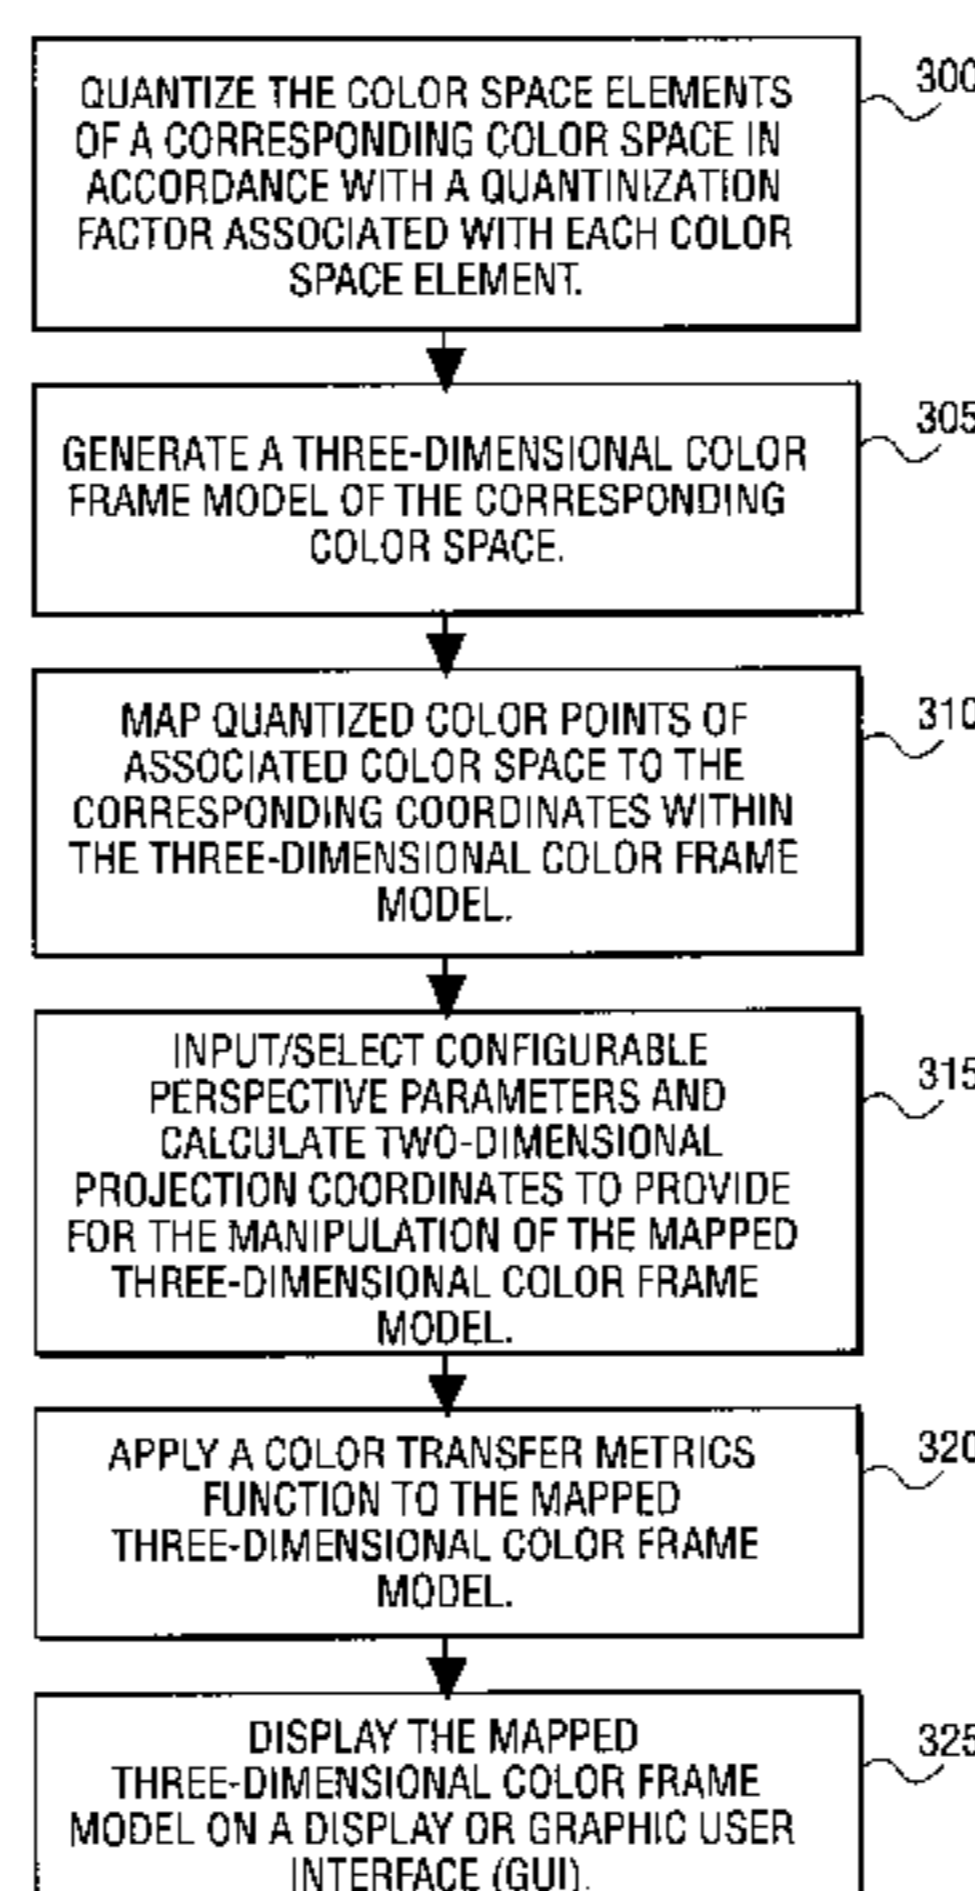 QUANTIZE THE COLOR SPACE ELEMENTS
OF A CORRESPONDING COLOR SPACE IN
ACCORDANCE WITH A QUANTINIZATION
FACTOR ASSOCIATED WITH EACH COLOR
SPACE ELEMENT.
300
GENERATE A THREE-DIMENSIONAL COLOR
FRAME MODEL OF THE CORRESPONDING
COLOR SPACE.
305
MAP QUANTIZED COLOR POINTS OF
ASSOCIATED COLOR SPACE TO THE
CORRESPONDING COORDINATES WITHIN
THE THREE-DIMENSIONAL COLOR FRAME
MODEL.
310
INPUT/SELECT CONFIGURABLE
PERSPECTIVE PARAMETERS AND
CALCULATE TWO-DIMENSIONAL
PROJECTION COORDINATES TO PROVIDE
FOR THE MANIPULATION OF THE MAPPED
THREE-DIMENSIONAL COLOR FRAME
MODEL.
315
APPLY A COLOR TRANSFER METRICS
FUNCTION TO THE MAPPED
THREE-DIMENSIONAL COLOR FRAME
MODEL.
320
DISPLAY THE MAPPED
THREE-DIMENSIONAL COLOR FRAME
MODEL ON A DISPLAY OR GRAPHIC USER
INTERFACE (GUI).
325